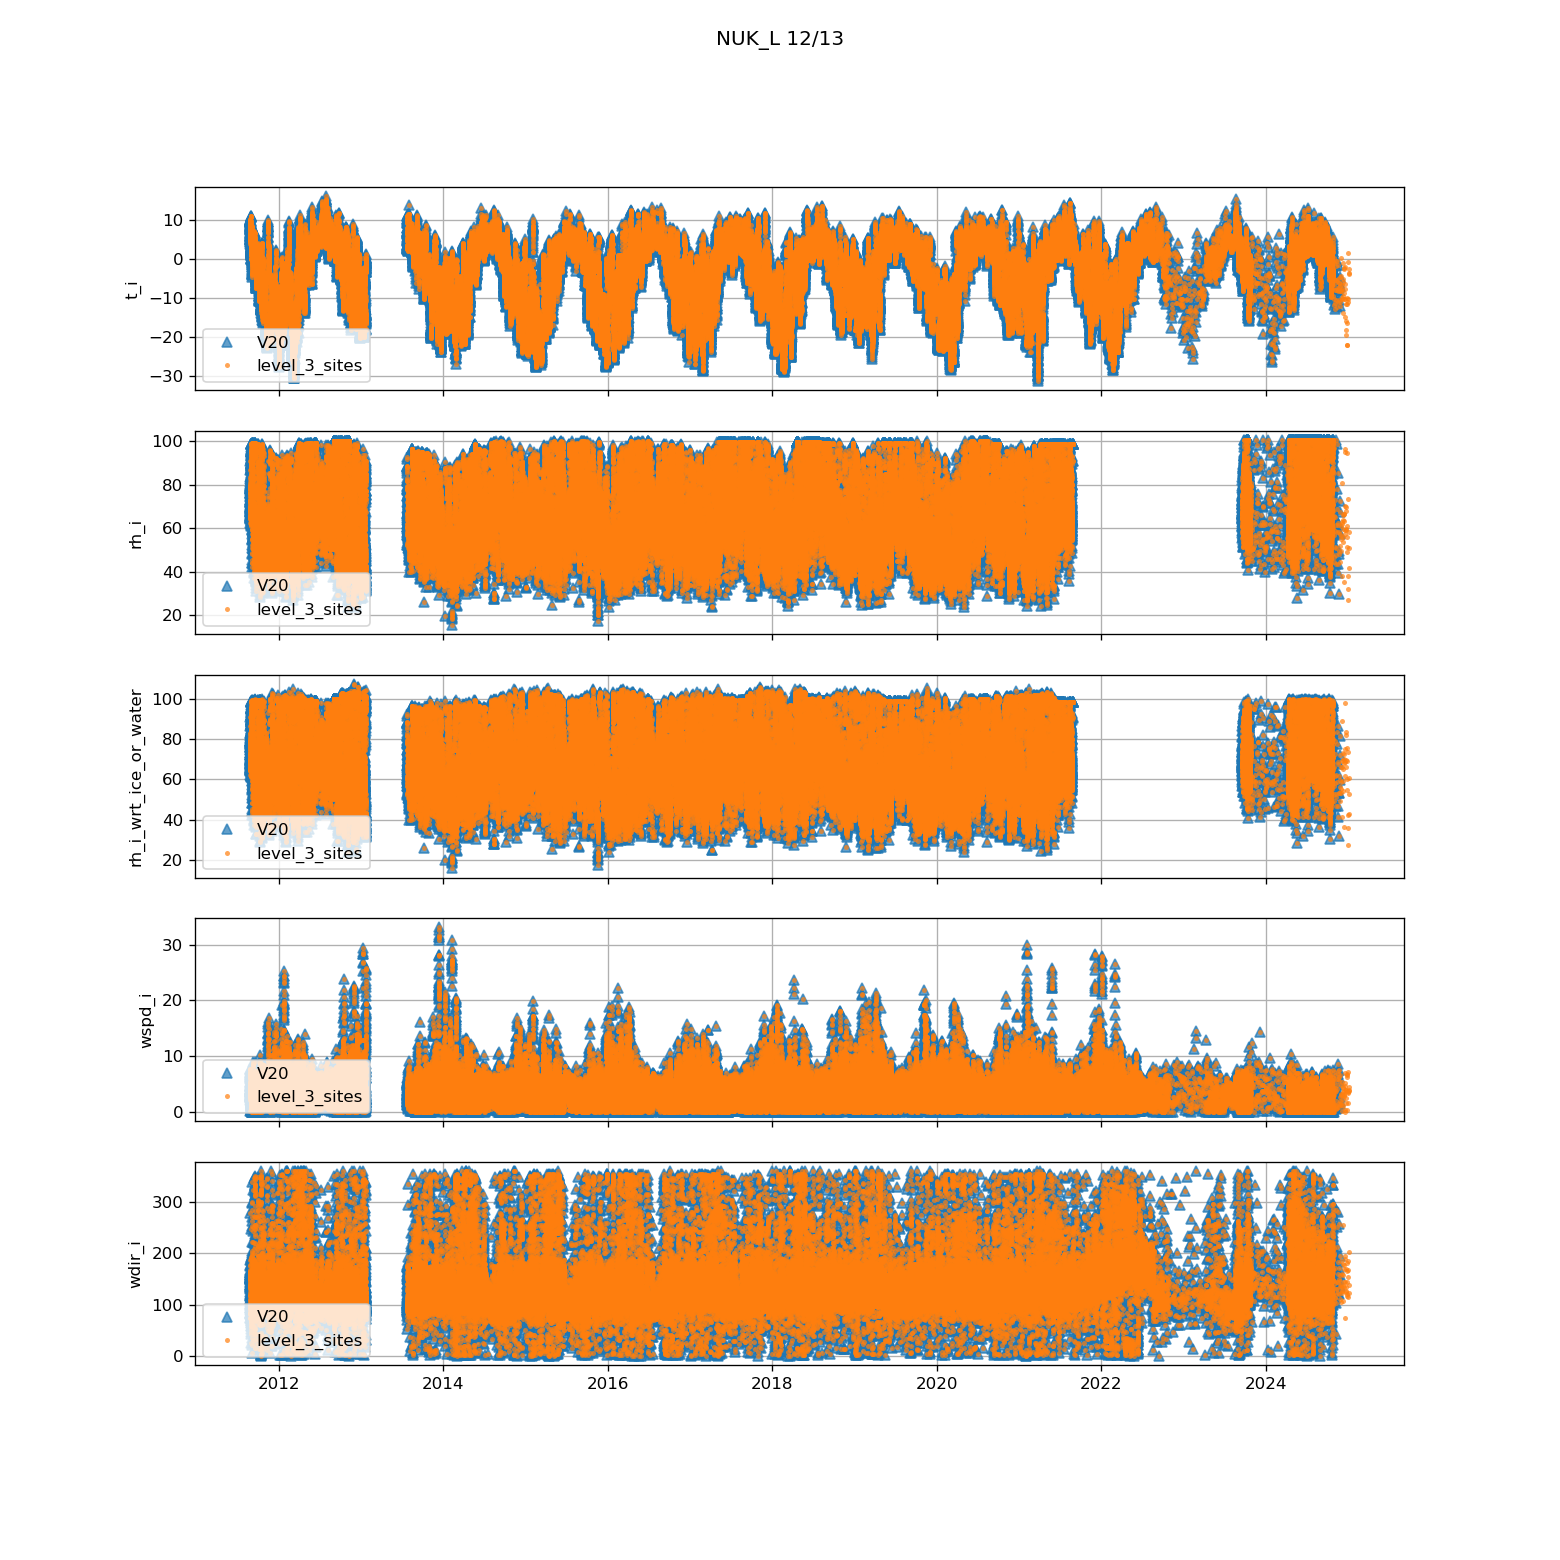 NUK_L 12/13
t_i
10
0
−10
−20
−30
V20
level_3_sites
rh_i
100
80
60
40
20
V20
level_3_sites
rh_i_wrt_ice_or_water
100
80
60
40
20
V20
level_3_sites
wspd_i
30
20
10
0
V20
level_3_sites
wdir_i
300
200
100
0
V20
level_3_sites
2012 2014 2016 2018 2020 2022 2024